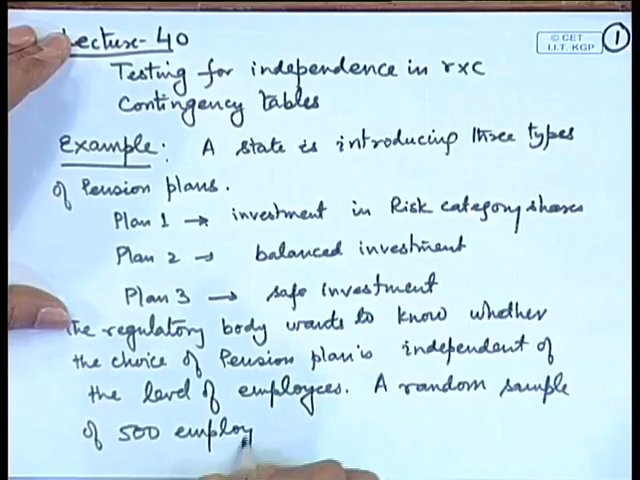 Lecture-40
© CET
I.I.T. KGP
1
Testing for independence in rxc
Contingency tables
Example: A state is introducing three types
of Pension plans.
Plan 1 → investment in Risk category shares
Plan 2 → balanced investment
Plan 3 → safe investment
The regulatory body wants to know whether
the choice of Pension plan is independent of
the level of employees. A random sample
of 500 employ